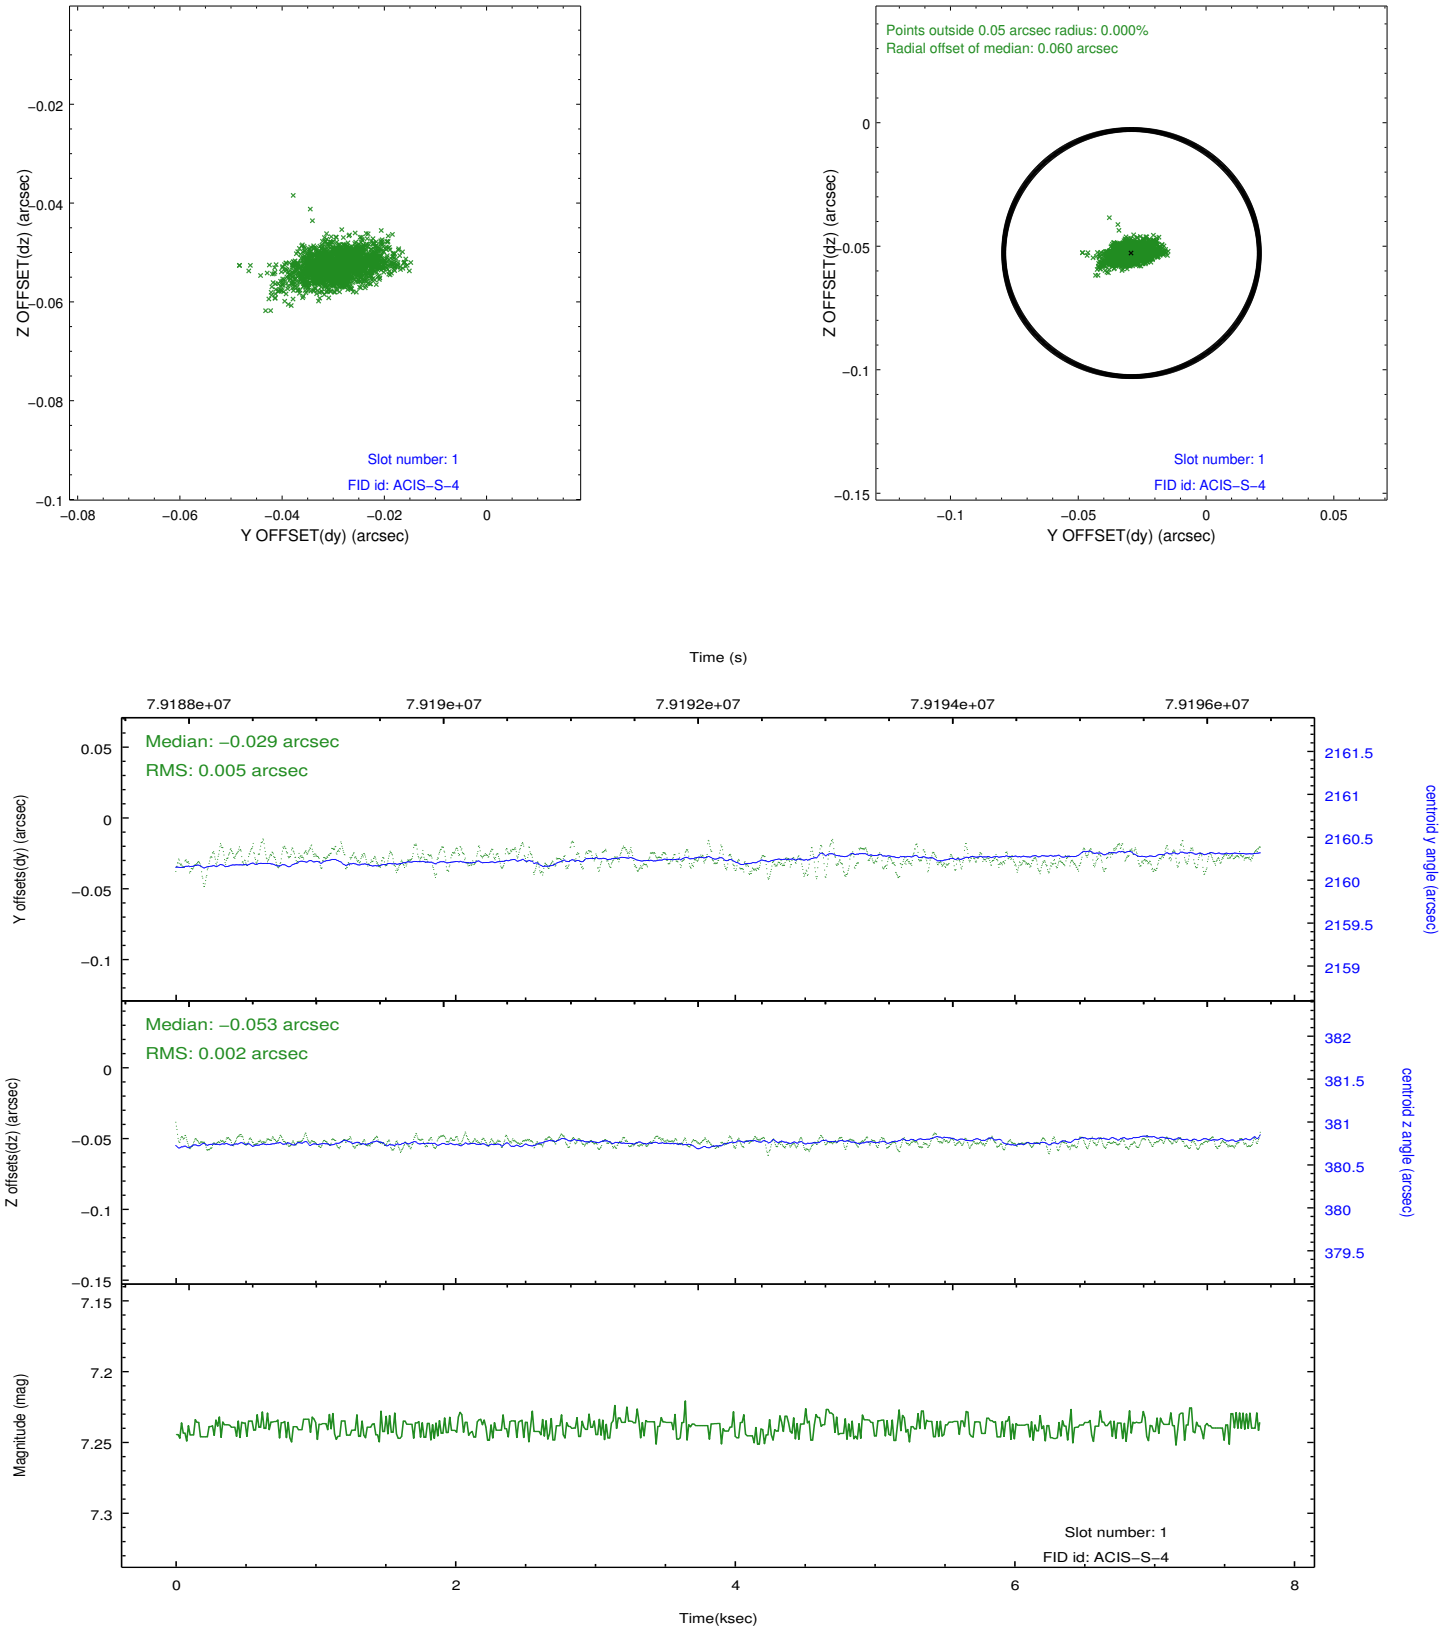 −0.02
−0.04
−0.06
−0.08
−0.1
Z OFFSET(dz) (arcsec)
Slot number: 1
FID id: ACIS−S−4
−0.08 −0.06 −0.04 −0.02 0
Y OFFSET(dy) (arcsec)
Points outside 0.05 arcsec radius: 0.000%
Radial offset of median: 0.060 arcsec
0
−0.05
−0.1
−0.15
Z OFFSET(dz) (arcsec)
Slot number: 1
FID id: ACIS−S−4
−0.1 −0.05 0 0.05
Y OFFSET(dy) (arcsec)
Time (s)
7.9188e+07 7.919e+07 7.9192e+07 7.9194e+07 7.9196e+07
Median: −0.029 arcsec
RMS: 0.005 arcsec
0.05
0
−0.05
−0.1
Y offsets(dy) (arcsec)
2161.5
2161
2160.5
2160
2159.5
2159
centroid y angle (arcsec)
Median: −0.053 arcsec
RMS: 0.002 arcsec
0
−0.05
−0.1
−0.15
Z offsets(dz) (arcsec)
382
381.5
381
380.5
380
379.5
centroid z angle (arcsec)
7.15
7.2
7.25
7.3
Magnitude (mag)
Slot number: 1
FID id: ACIS−S−4
0 2 4 6 8
Time(ksec)